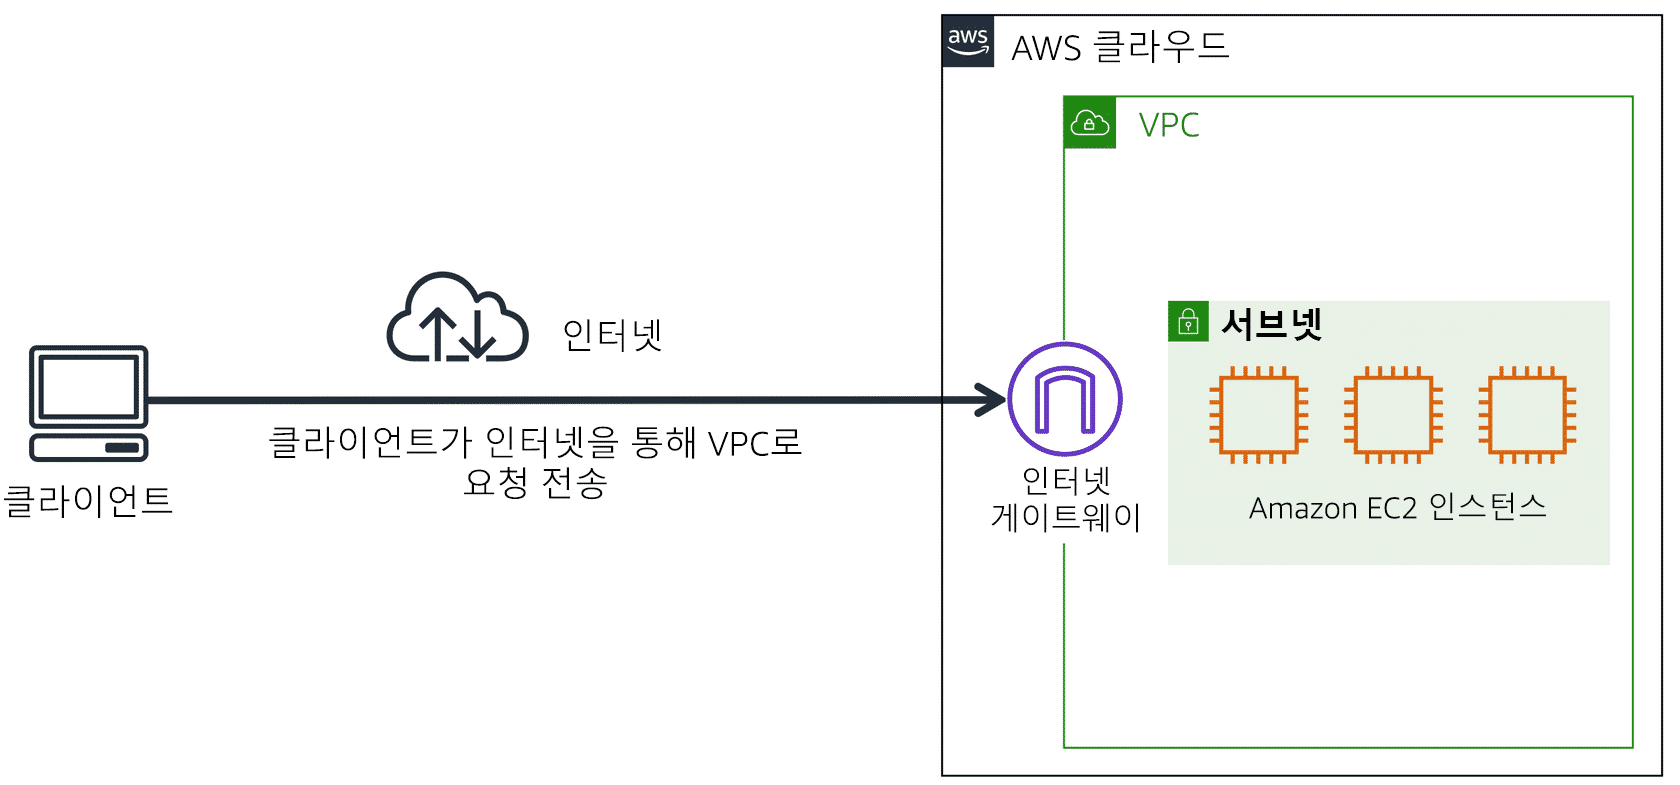 aws
AWS 클라우드
VPC
인터넷
서브넷
클라이언트가 인터넷을 통해 VPC로
요청 전송
클라이언트
인터넷
게이트웨이
Amazon EC2 인스턴스